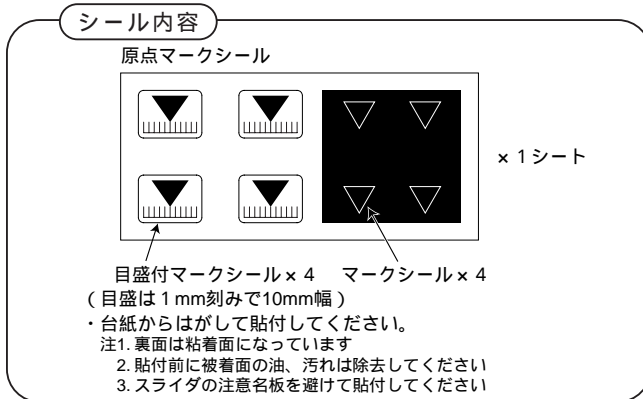 シール内容
原点マークシール
×1シート
目盛付マークシール×4　マークシール×4
(目盛は1mm刻みで10mm幅)
・台紙からはがして貼付してください。
注1. 裏面は粘着面になっています
2. 貼付前に被着面の油、汚れは除去してください
3. スライダの注意名板を避けて貼付してください